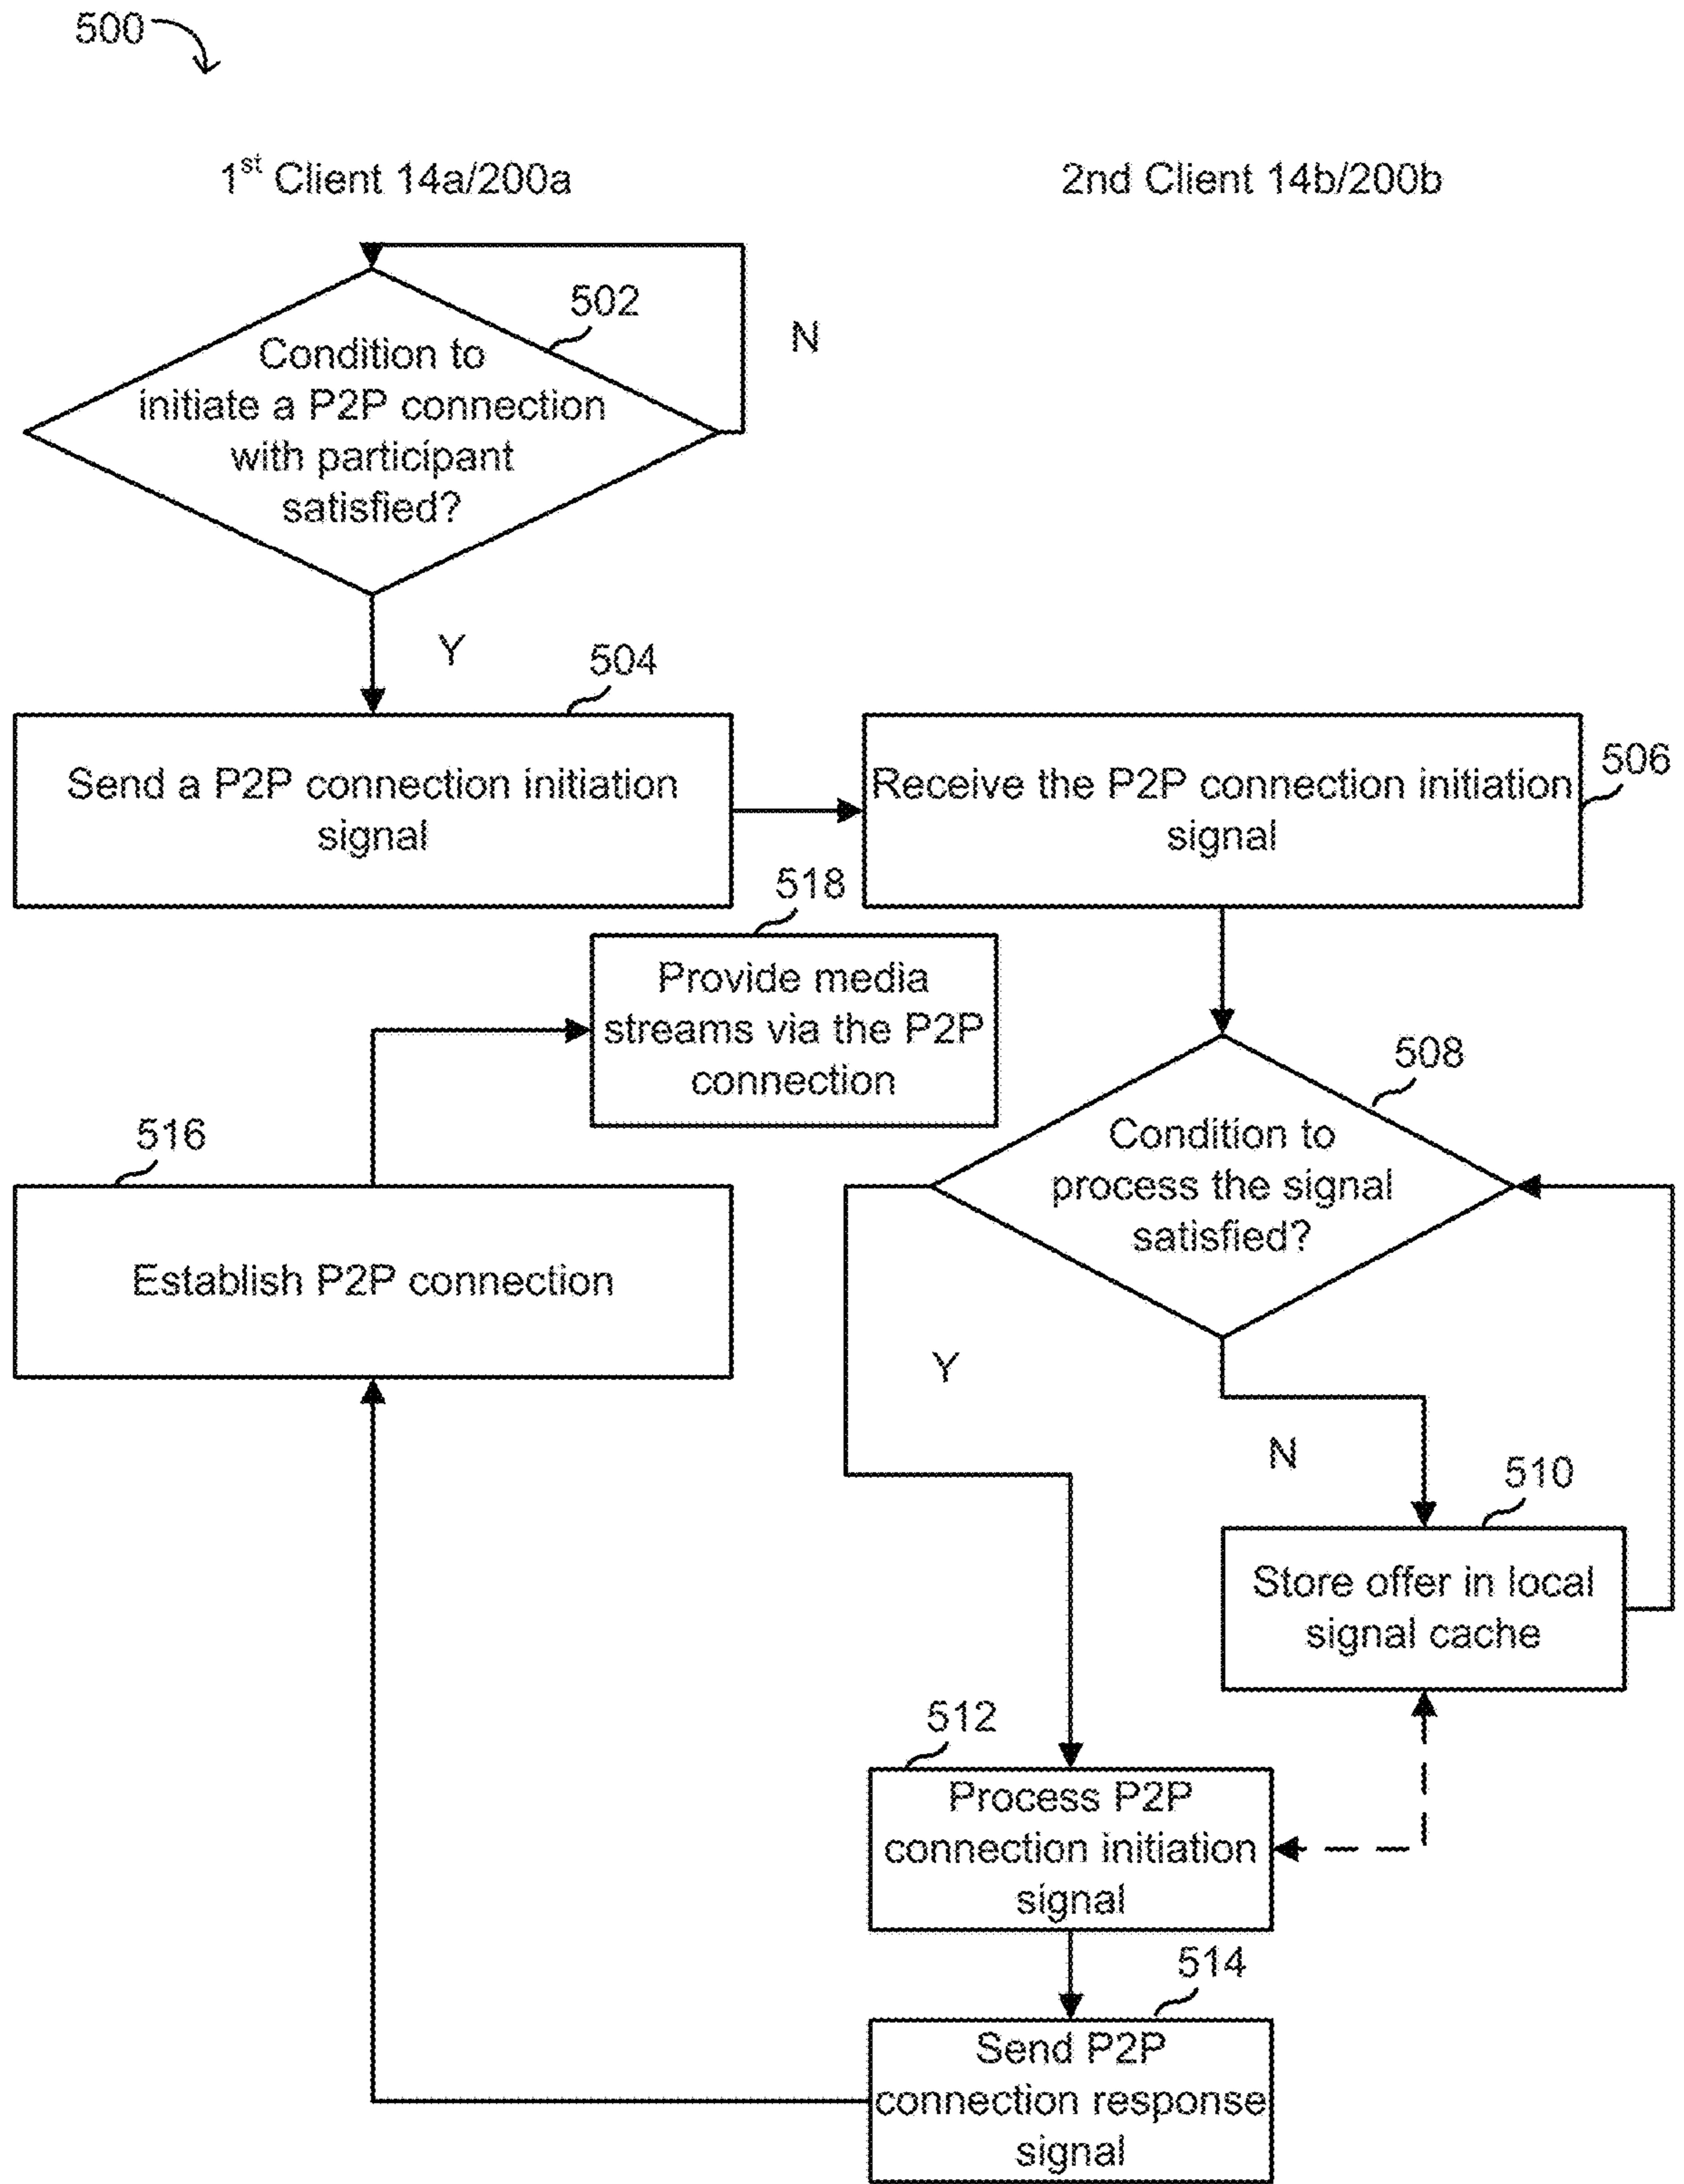 500
1st Client 14a/200a
2nd Client 14b/200b
502
Condition to
initiate a P2P connection
with participant
satisfied?
N
Y
504
Send a P2P connection initiation
signal
506
Receive the P2P connection initiation
signal
518
Provide media
streams via the P2P
connection
508
Condition to
process the signal
satisfied?
516
Establish P2P connection
Y
N
510
Store offer in local
signal cache
512
Process P2P
connection initiation
signal
514
Send P2P
connection response
signal